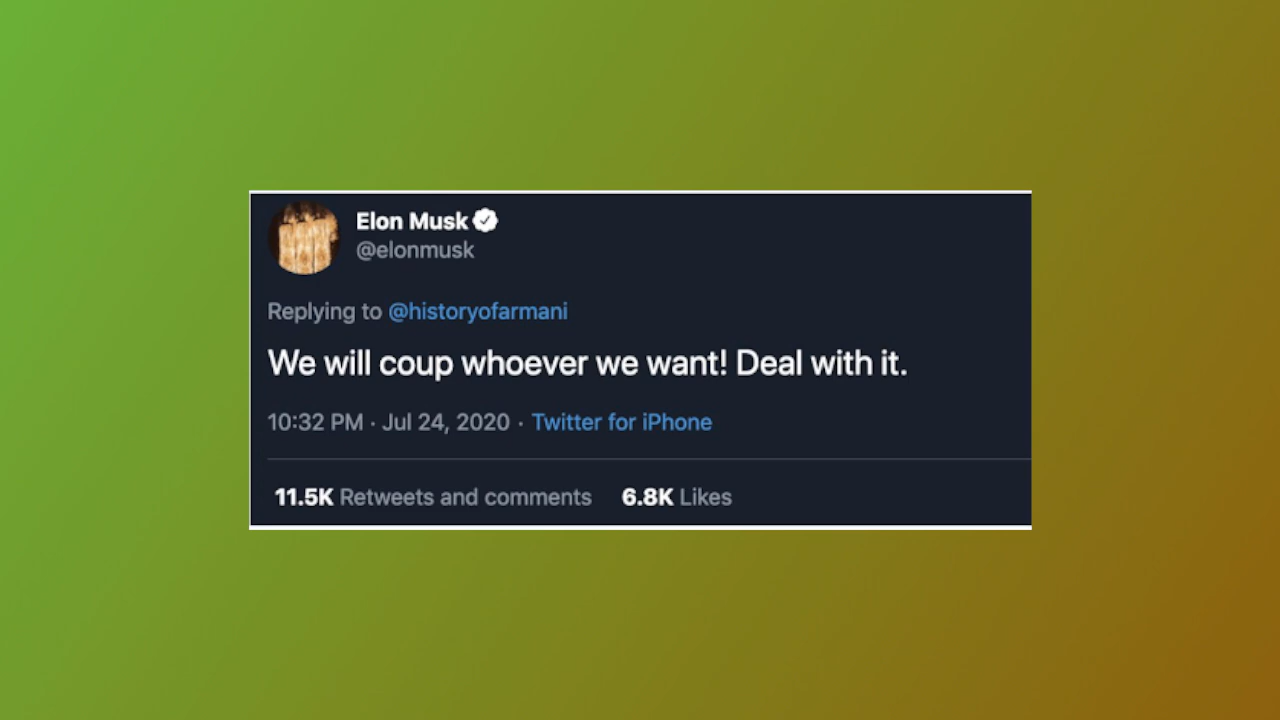 Elon Musk
@elonmusk
Replying to @historyofarmani
We will coup whoever we want! Deal with it.
10:32 PM · Jul 24, 2020 · Twitter for iPhone
11.5K Retweets and comments 6.8K Likes